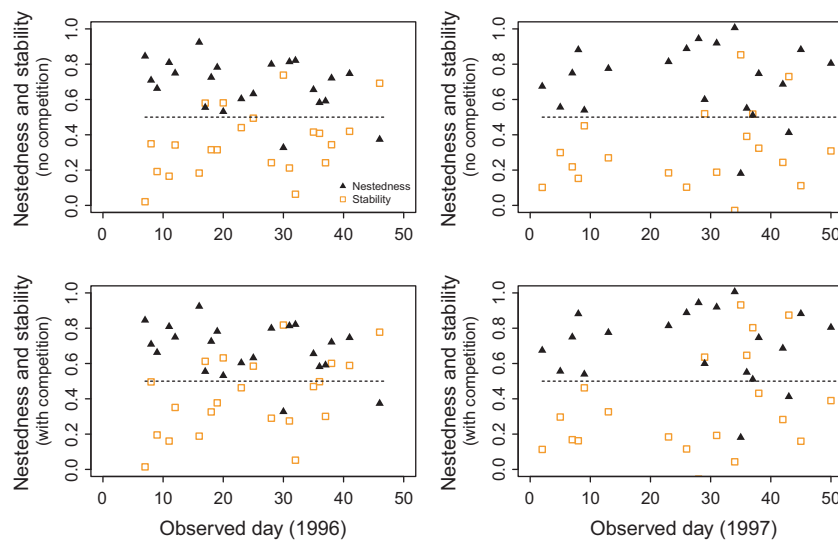 Nestedness and stability
(no competition)
1.0
0.8
0.6
0.4
0.2
0.0
0 10 20 30 40 50
Nestedness
Stability
Nestedness and stability
(no competition)
1.0
0.8
0.6
0.4
0.2
0.0
0 10 20 30 40 50
Nestedness and stability
(with competition)
1.0
0.8
0.6
0.4
0.2
0.0
0 10 20 30 40 50
Observed day (1996)
Nestedness and stability
(with competition)
1.0
0.8
0.6
0.4
0.2
0.0
0 10 20 30 40 50
Observed day (1997)